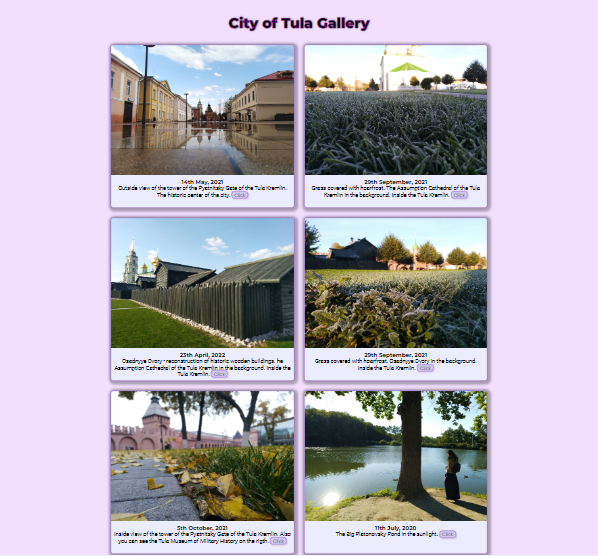 City of Tula Gallery
14th May, 2021
Outside view of the tower of the Pyatnitsky Gate of the Tula Kremlin.
The historic center of the city. Click
29th September, 2021
Grass covered with hoarfrost. The Assumption Cathedral of the Tula
Kremlin in the background. Inside the Tula Kremlin. Click
23th April, 2022
Osadnyye Dvory - reconstruction of historic wooden buildings. he
Assumption Cathedral of the Tula Kremlin in the background. Inside the
Tula Kremlin. Click
29th September, 2021
Grass covered with hoarfrost. Osadnyye Dvory in the background.
Inside the Tula Kremlin. Click
5th October, 2021
Inside view of the tower of the Pyatnitsky Gate of the Tula Kremlin. Also
you can see the Tula Museum of Military History on the rigth. Click
11th July, 2020
The Big Platonovsky Pond in the sunlight. Click